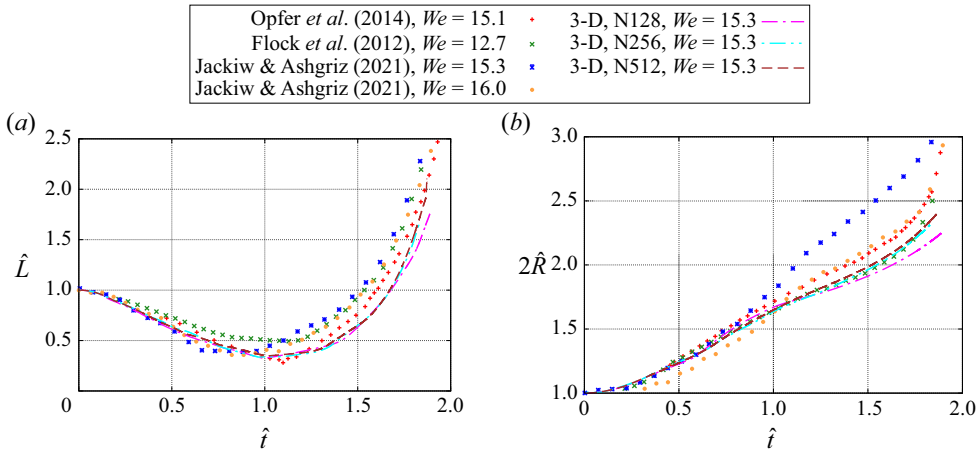 Opfer et al. (2014), We = 15.1 3-D, N128, We = 15.3
Flock et al. (2012), We = 12.7 3-D, N256, We = 15.3
Jackiw & Ashgriz (2021), We = 15.3 3-D, N512, We = 15.3
Jackiw & Ashgriz (2021), We = 16.0
(a)
2.5
2.0
1.5
1.0
0.5
L̂
0 0.5 1.0 1.5 2.0
t̂
(b)
3.0
2.5
2.0
1.5
1.0
2R̂
0 0.5 1.0 1.5 2.0
t̂